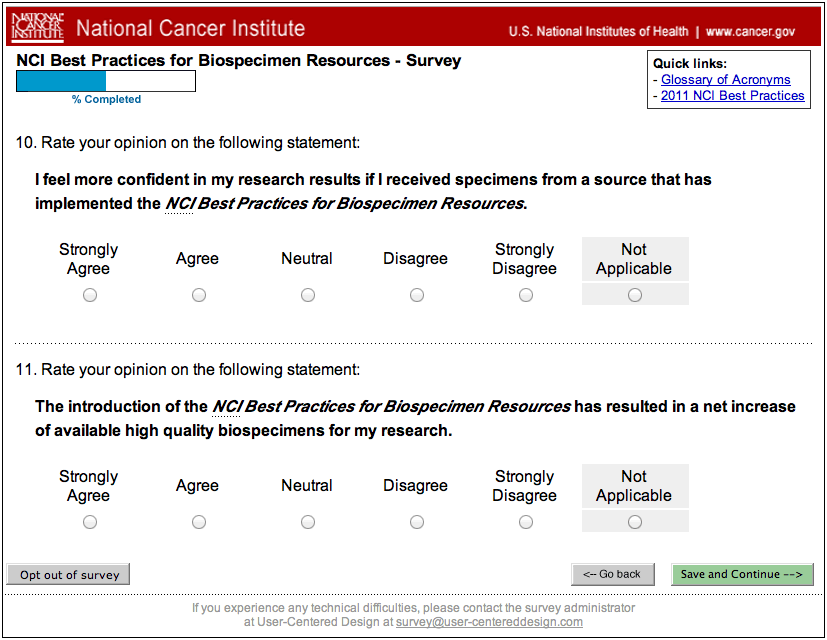 NATIONAL CANCER INSTITUTE
National Cancer Institute
U.S. National Institutes of Health | www.cancer.gov
NCI Best Practices for Biospecimen Resources - Survey
% Completed
Quick links:
- Glossary of Acronyms
- 2011 NCI Best Practices
10. Rate your opinion on the following statement:
I feel more confident in my research results if I received specimens from a source that has
implemented the NCI Best Practices for Biospecimen Resources.
Strongly Agree
Agree
Neutral
Disagree
Strongly Disagree
Not Applicable
11. Rate your opinion on the following statement:
The introduction of the NCI Best Practices for Biospecimen Resources has resulted in a net increase
of available high quality biospecimens for my research.
Strongly Agree
Agree
Neutral
Disagree
Strongly Disagree
Not Applicable
Opt out of survey
<-- Go back
Save and Continue -->
If you experience any technical difficulties, please contact the survey administrator
at User-Centered Design at survey@user-centereddesign.com